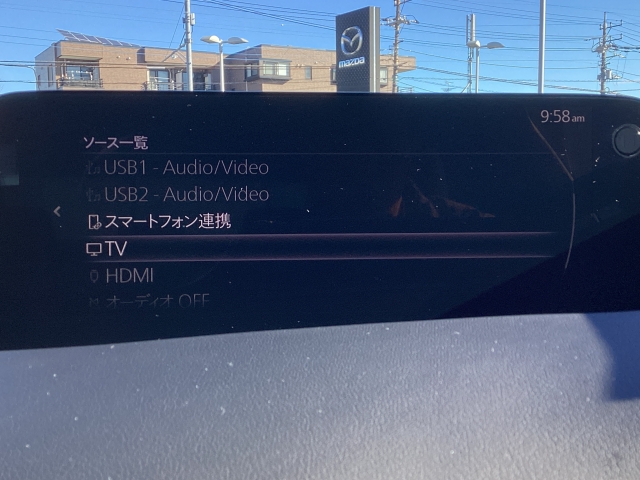 mazda
9:58am
ソース一覧
USB1 - Audio/Video
USB2 - Audio/Video
スマートフォン連携
TV
HDMI
オーディオ OFF